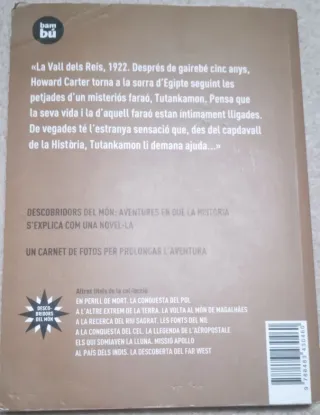 bam
bú
«La Vall dels Reis, 1922. Després de gairebé cinc anys,
Howard Carter torna a la sorra d'Egipte seguint les
petjades d'un misteriós faraó, Tutankamon. Pensa que
la seva vida i la d'aquell faraó estan íntimament lligades.
De vegades té l'estranya sensació que, des del capdavall
de la Història, Tutankamon li demana ajuda...»
DESCOBRIDORS DEL MÓN: AVENTURES EN QUÈ LA HISTÒRIA
S'EXPLICA COM UNA NOVEL·LA
UN CARNET DE FOTOS PER PROLONGAR L'AVENTURA
DESCO-
BRIDORS
DEL MÓN
Altres títols de la col·lecció
EN PERILL DE MORT. LA CONQUESTA DEL POL
A L'ALTRE EXTREM DE LA TERRA. LA VOLTA AL MÓN DE MAGALHÃES
A LA RECERCA DEL RIU SAGRAT. LES FONTS DEL NIL
A LA CONQUESTA DEL CEL. LA LLEGENDA DE L'AÉROPOSTALE
ELS QUI SOMIAVEN LA LLUNA. MISSIÓ APOLLO
AL PAÍS DELS INDIS. LA DESCOBERTA DEL FAR WEST